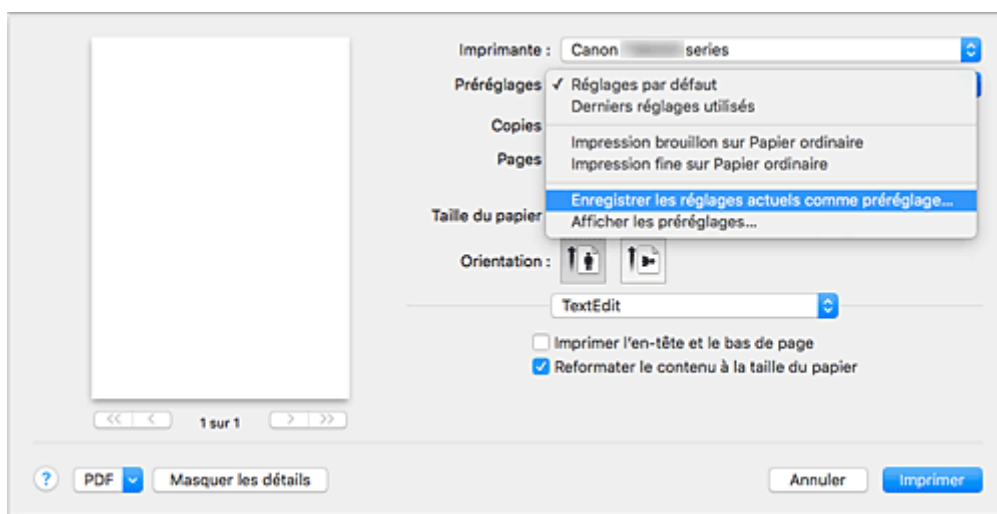 Imprimante : Canon series
Préréglages ✓ Réglages par défaut
Derniers réglages utilisés
Copies
Impression brouillon sur Papier ordinaire
Pages
Impression fine sur Papier ordinaire
Enregistrer les réglages actuels comme préréglage...
Taille du papier
Afficher les préréglages...
Orientation :
TextEdit
Imprimer l'en-tête et le bas de page
Reformater le contenu à la taille du papier
<< < 1 sur 1 > >>
? PDF Masquer les détails Annuler Imprimer